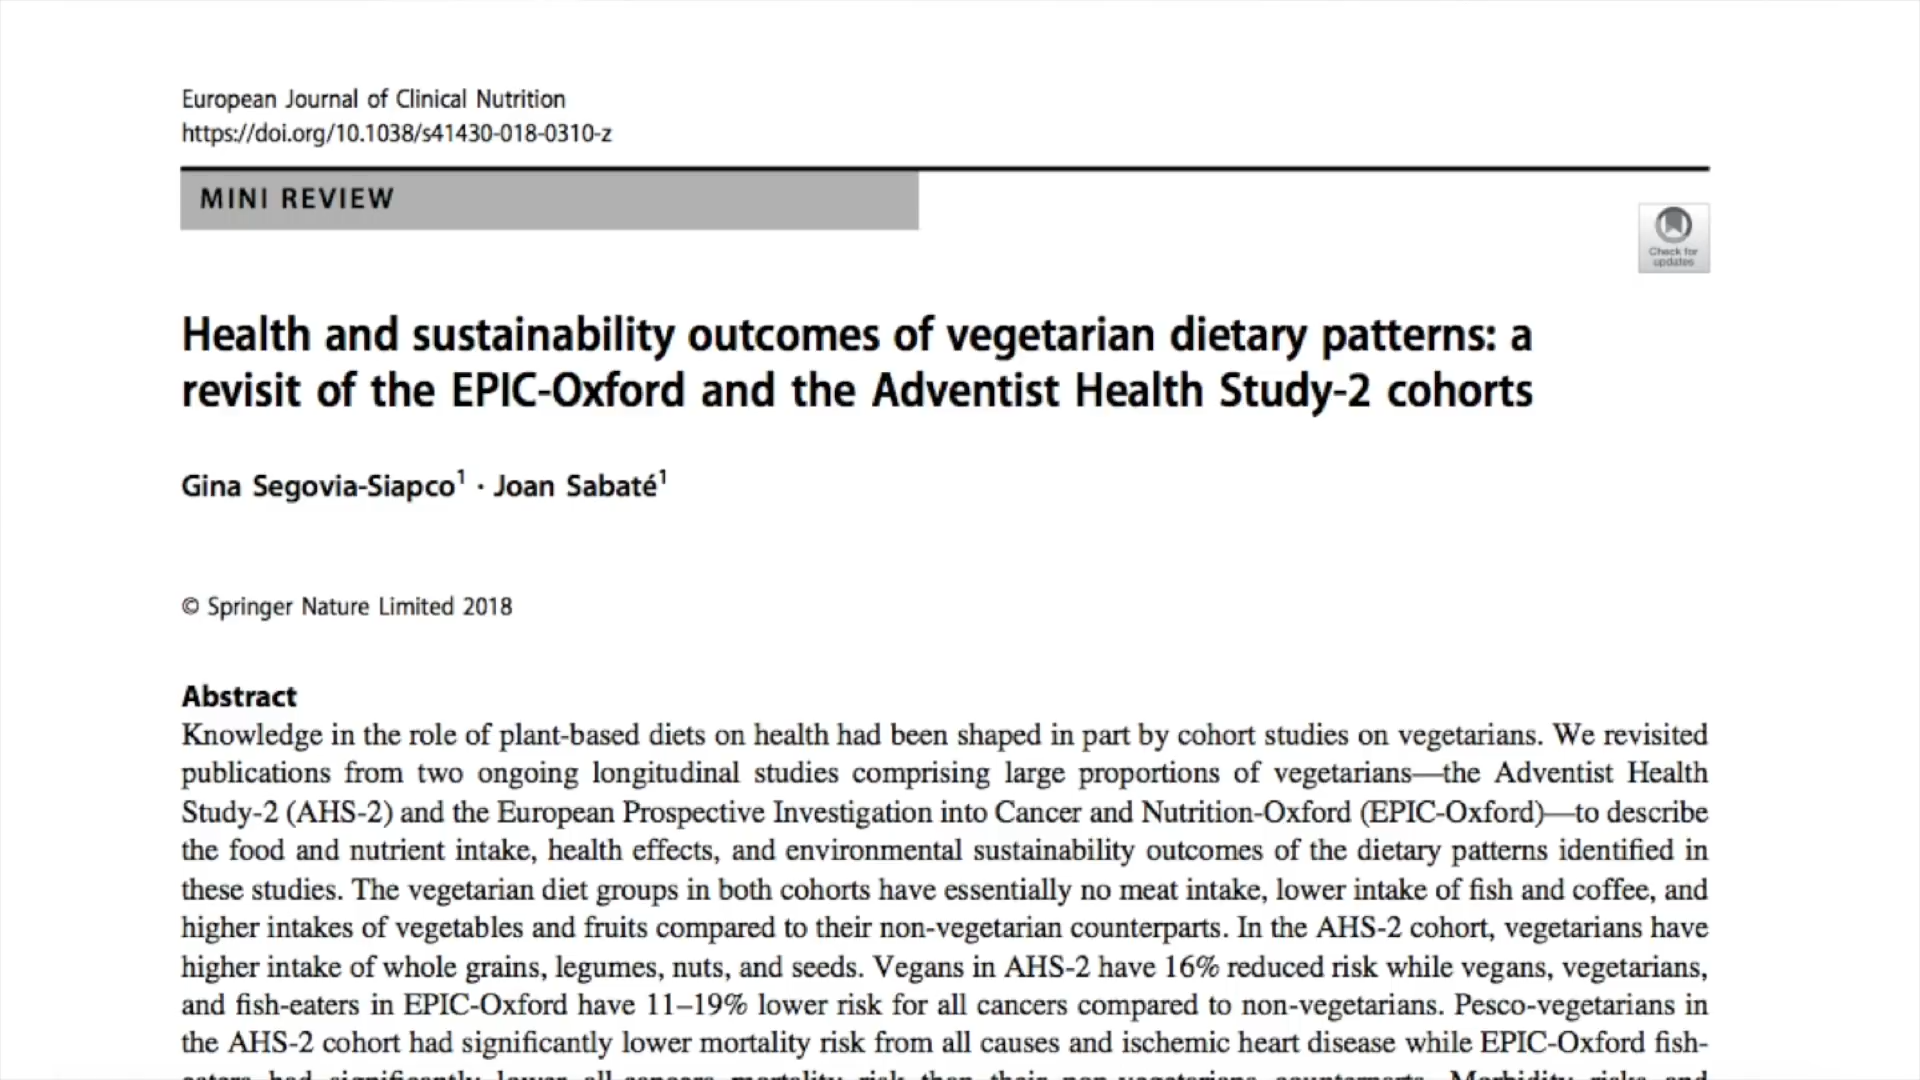 European Journal of Clinical Nutrition
https://doi.org/10.1038/s41430-018-0310-z
MINI REVIEW
Check for
updates
Health and sustainability outcomes of vegetarian dietary patterns: a
revisit of the EPIC-Oxford and the Adventist Health Study-2 cohorts
Gina Segovia-Siapco1 · Joan Sabaté1
© Springer Nature Limited 2018
Abstract
Knowledge in the role of plant-based diets on health had been shaped in part by cohort studies on vegetarians. We revisited
publications from two ongoing longitudinal studies comprising large proportions of vegetarians—the Adventist Health
Study-2 (AHS-2) and the European Prospective Investigation into Cancer and Nutrition-Oxford (EPIC-Oxford)—to describe
the food and nutrient intake, health effects, and environmental sustainability outcomes of the dietary patterns identified in
these studies. The vegetarian diet groups in both cohorts have essentially no meat intake, lower intake of fish and coffee, and
higher intakes of vegetables and fruits compared to their non-vegetarian counterparts. In the AHS-2 cohort, vegetarians have
higher intake of whole grains, legumes, nuts, and seeds. Vegans in AHS-2 have 16% reduced risk while vegans, vegetarians,
and fish-eaters in EPIC-Oxford have 11–19% lower risk for all cancers compared to non-vegetarians. Pesco-vegetarians in
the AHS-2 cohort had significantly lower mortality risk from all causes and ischemic heart disease while EPIC-Oxford fish-